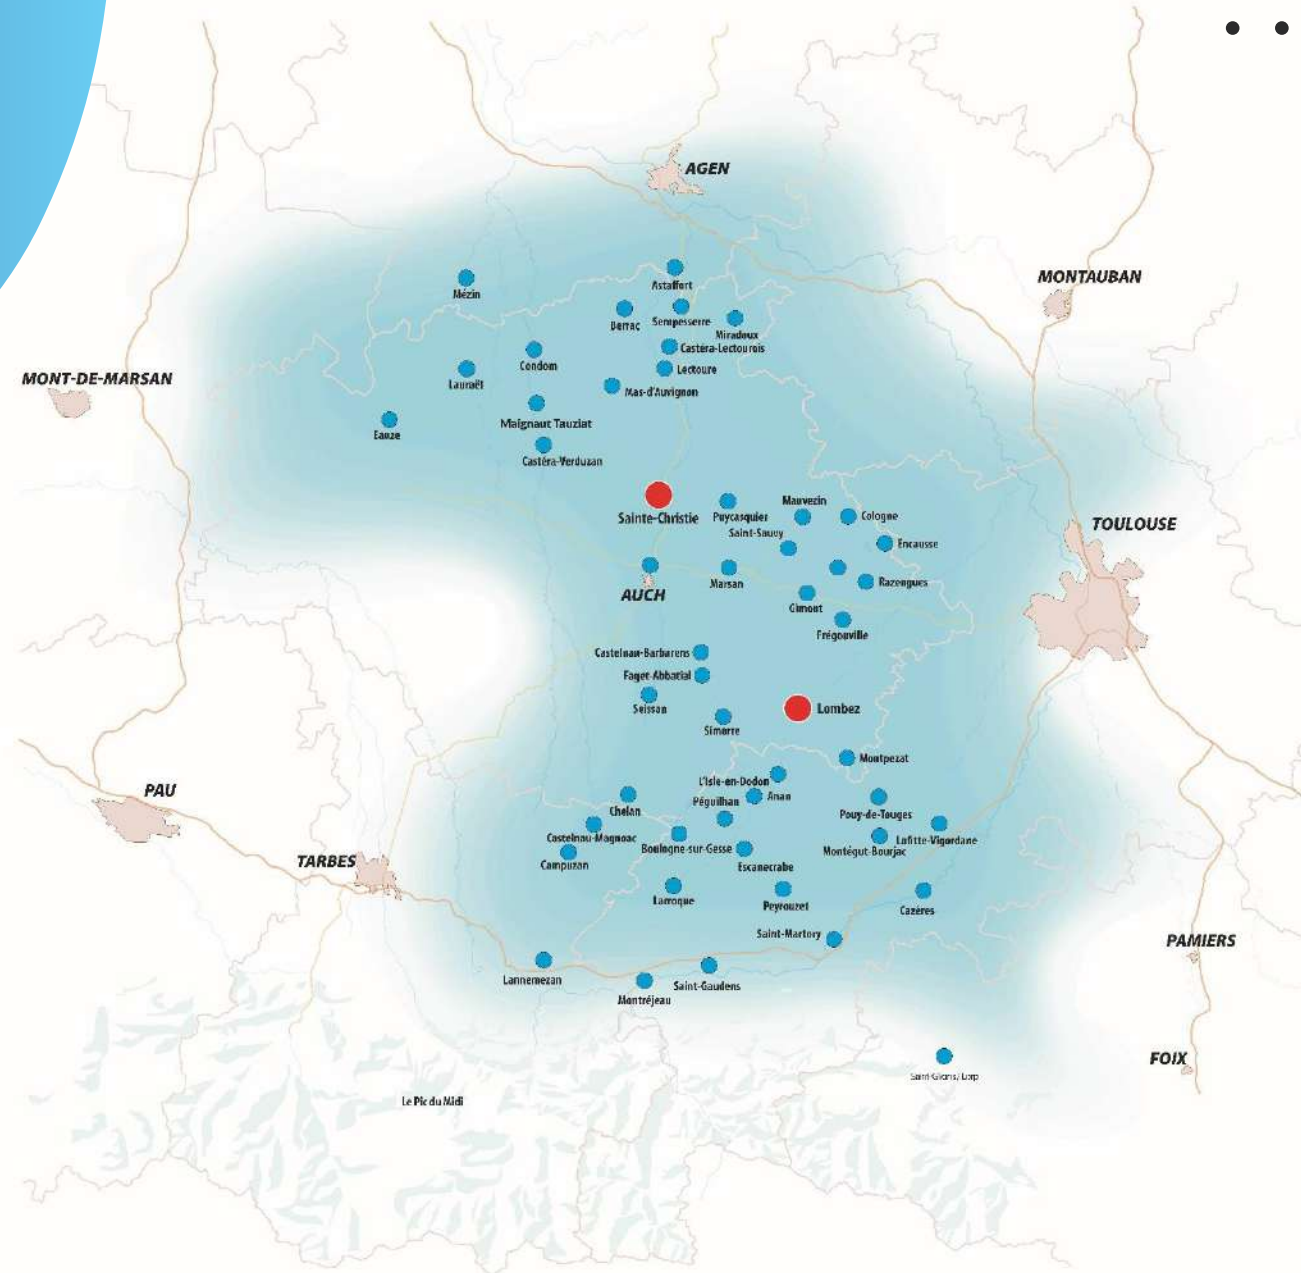 AGEN
MONTAUBAN
Mézin
Astaffort
Berrac
Sempesserre
Miradoux
Castéra-Lectourois
Condom
Lectoure
MONT-DE-MARSAN
Lauraët
Mas-d'Auvignon
Maignaut Tauziat
Eauze
Castéra-Verduzan
Mauvezin
Sainte-Christie
Puycasquier
Cologne
TOULOUSE
Saint-Sauvy
Encausse
Marsan
Razengues
AUCH
Gimont
Frégouville
Castelnau-Barbarens
Faget-Abbatial
Seissan
Lombez
Simorre
Montpezat
L'Isle-en-Dodon
PAU
Péguilhan
Anan
Chelan
Pouy-de-Touges
Castelnau-Magnoac
Lafitte-Vigordane
Boulogne-sur-Gesse
Montégut-Bourjac
TARBES
Campuzan
Escanecrabe
Larroque
Peyrouzet
Cazères
Saint-Martory
PAMIERS
Lannemezan
Saint-Gaudens
Montréjeau
FOIX
Le Pic du Midi